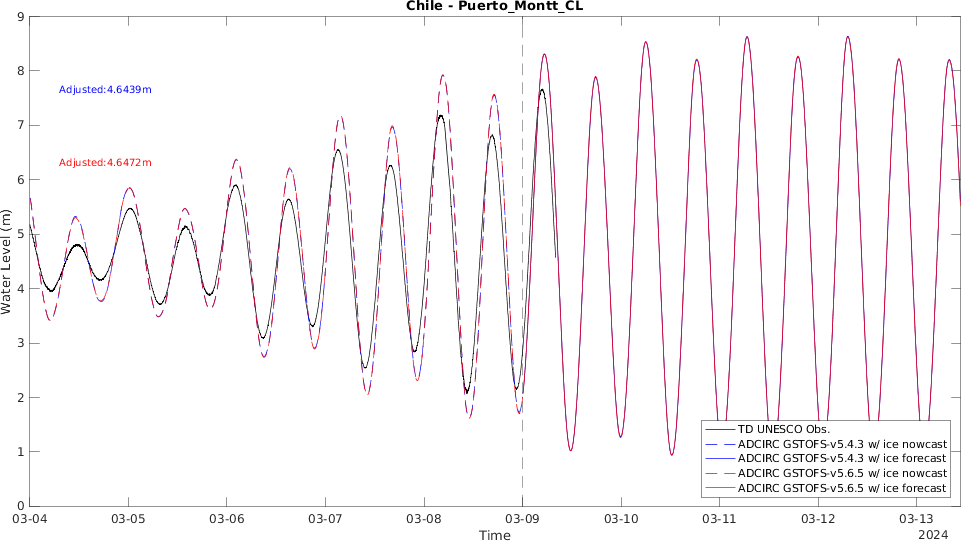 Chile - Puerto_Montt_CL
9
8
7
6
5
4
3
2
1
0
Water Level (m)
Adjusted:4.6439m
Adjusted:4.6472m
TD UNESCO Obs.
ADCIRC GSTOFS-v5.4.3 w/ ice nowcast
ADCIRC GSTOFS-v5.4.3 w/ ice forecast
ADCIRC GSTOFS-v5.6.5 w/ ice nowcast
ADCIRC GSTOFS-v5.6.5 w/ ice forecast
03-04 03-05 03-06 03-07 03-08 03-09 03-10 03-11 03-12 03-13
Time
2024